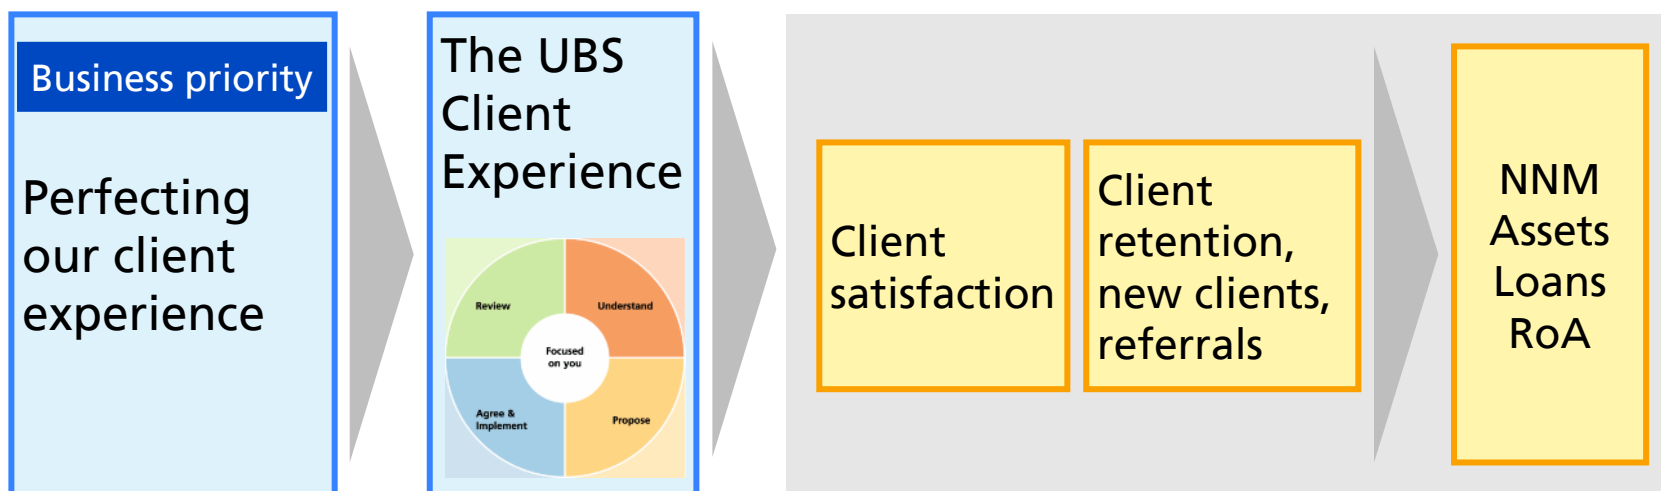 Business priority
Perfecting
our client
experience
The UBS
Client
Experience
Review
Understand
Focused
on you
Agree &
Implement
Propose
Client
satisfaction
Client
retention,
new clients,
referrals
NNM
Assets
Loans
RoA